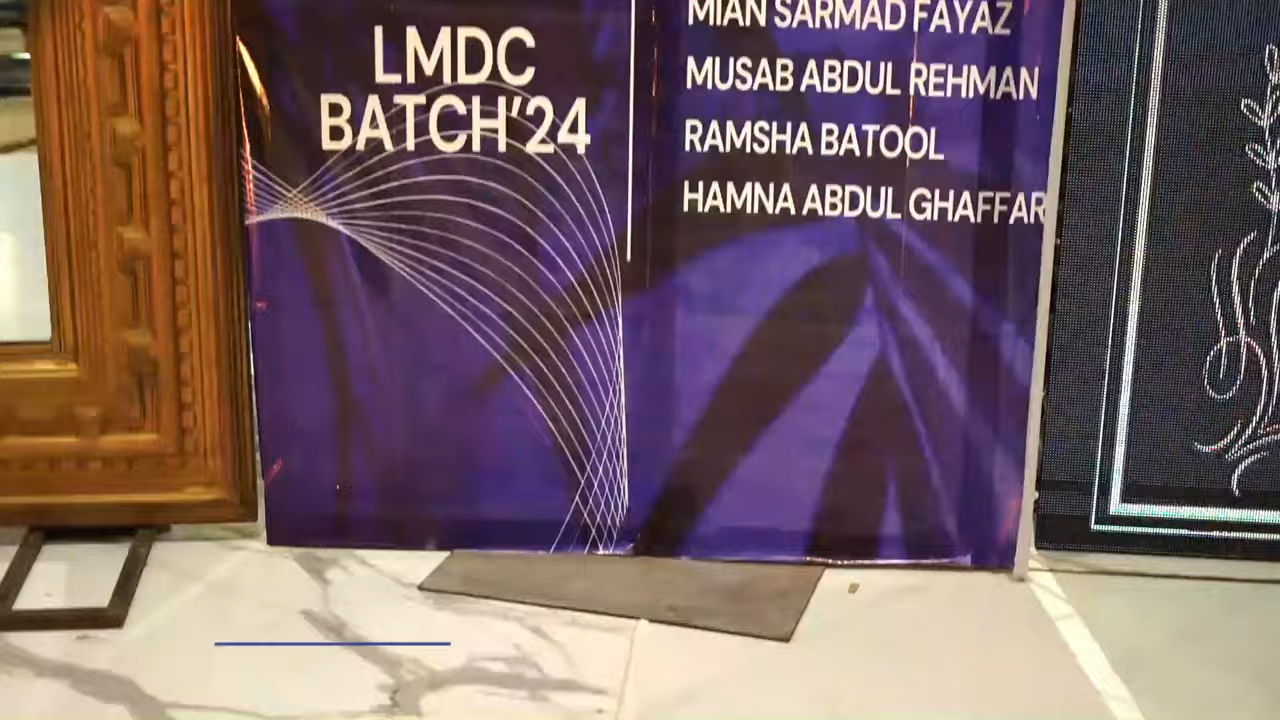 LMDC
BATCH'24
MIAN SARMAD FAYAZ
MUSAB ABDUL REHMAN
RAMSHA BATOOL
HAMNA ABDUL GHAFFAR